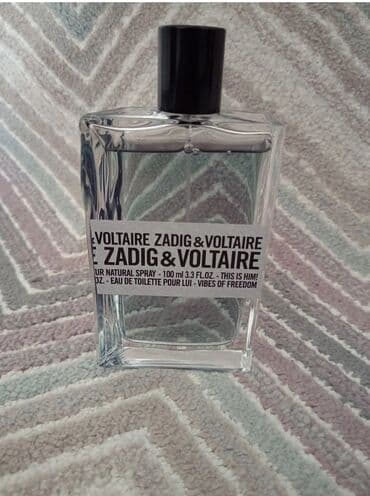 & VOLTAIRE ZADIG&VOLTAIRE
E ZADIG&VOLTAIRE
UR NATURAL SPRAY - 100 ml 3.3 FL.OZ. - THIS IS HIM!
OZ. - EAU DE TOILETTE POUR LUI - VIBES OF FREEDOM